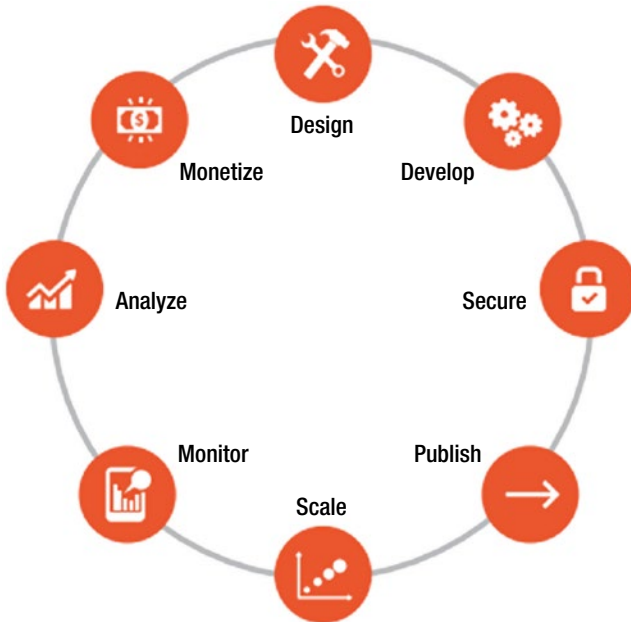 Design
Develop
Secure
Publish
Scale
Monitor
Analyze
Monetize
$